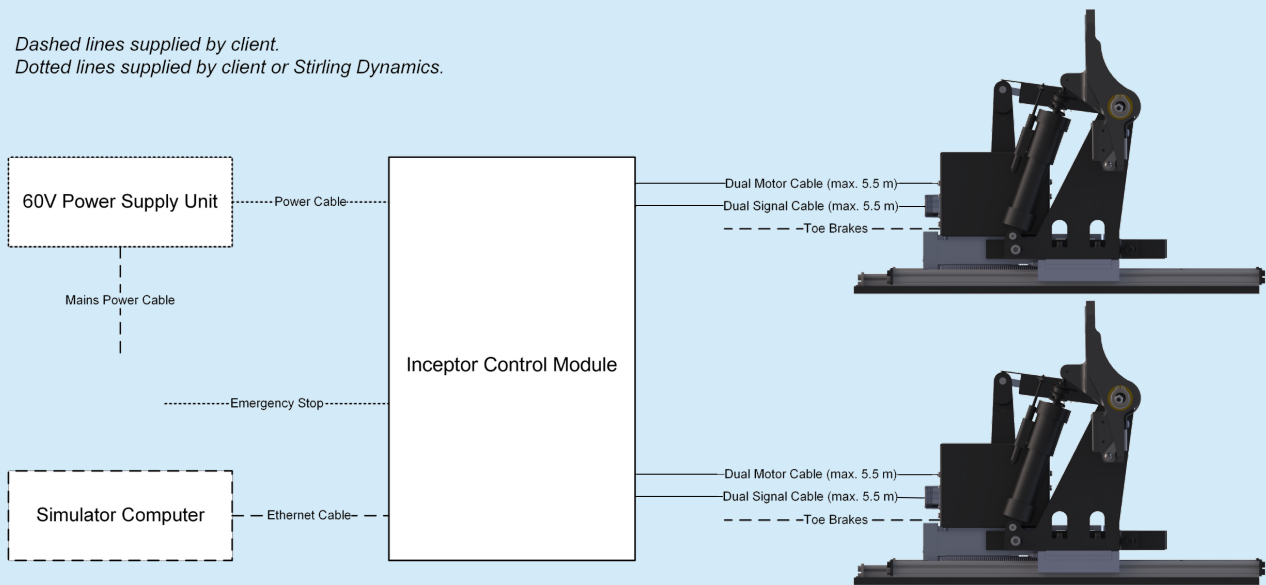 Dashed lines supplied by client.
Dotted lines supplied by client or Stirling Dynamics.
60V Power Supply Unit
Power Cable
Mains Power Cable
Emergency Stop
Simulator Computer
Ethernet Cable
Inceptor Control Module
Dual Motor Cable (max. 5.5 m)
Dual Signal Cable (max. 5.5 m)
Toe Brakes
Dual Motor Cable (max. 5.5 m)
Dual Signal Cable (max. 5.5 m)
Toe Brakes